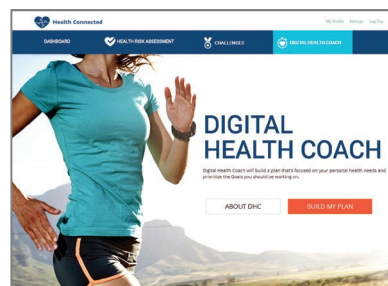 Health Connected
My Profile Settings Log Out
DASHBOARD
HEALTH RISK ASSESSMENT
CHALLENGES
DIGITAL HEALTH COACH
DIGITAL
HEALTH COACH
Digital Health Coach will build a plan that's focused on your personal health needs and
prioritize the Goals you should be working on.
ABOUT DHC
BUILD MY PLAN